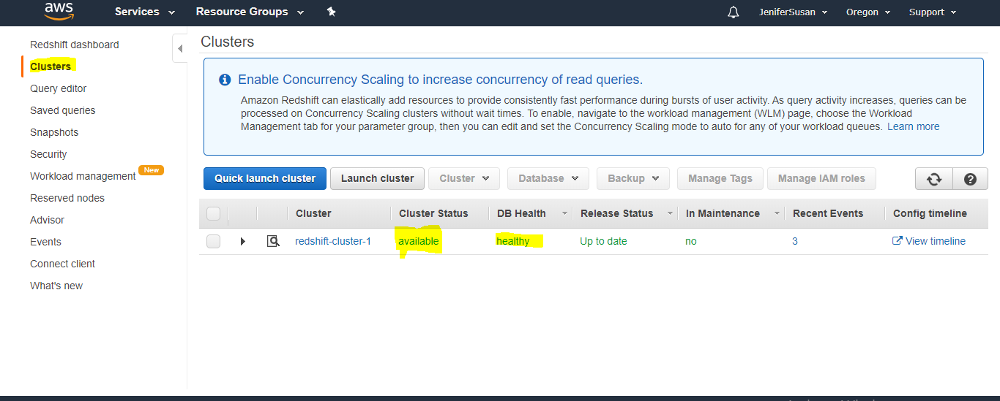 aws
Services
Resource Groups
JeniferSusan
Oregon
Support
Redshift dashboard
Clusters
Query editor
Saved queries
Snapshots
Security
Workload management New
Reserved nodes
Advisor
Events
Connect client
What's new
Clusters
Enable Concurrency Scaling to increase concurrency of read queries.
Amazon Redshift can elastically add resources to provide consistently fast performance during bursts of user activity. As query activity increases, queries can be
processed on Concurrency Scaling clusters without wait times. To enable, navigate to the workload management (WLM) page, choose the Workload
Management tab for your parameter group, then you can edit and set the Concurrency Scaling mode to auto for any of your workload queues. Learn more
Quick launch cluster Launch cluster Cluster Database Backup Manage Tags Manage IAM roles
Cluster Cluster Status DB Health Release Status In Maintenance Recent Events Config timeline
redshift-cluster-1 available healthy Up to date no 3 View timeline